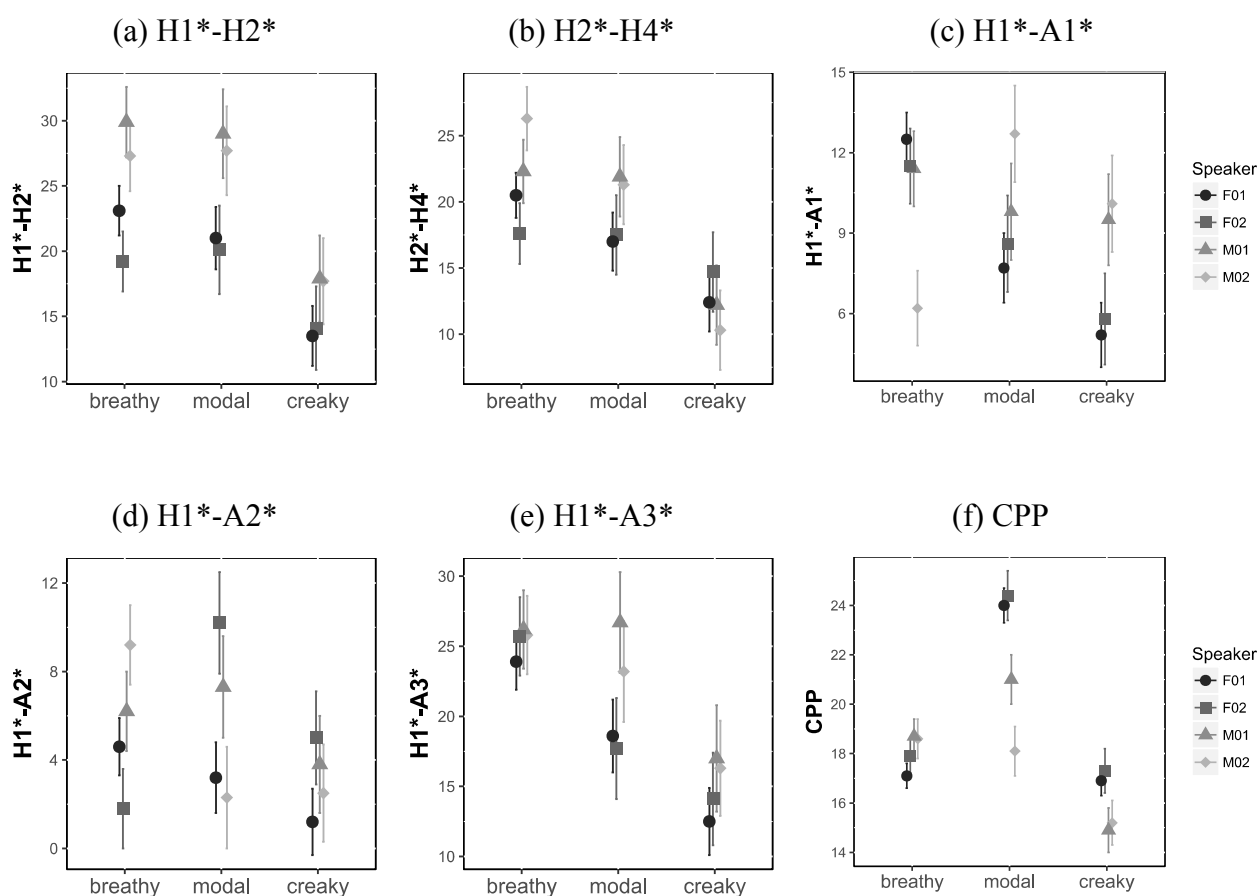 (a) H1*-H2*
(b) H2*-H4*
(c) H1*-A1*
H1*-H2*
30
25
20
15
10
breathy modal creaky
H2*-H4*
25
20
15
10
breathy modal creaky
H1*-A1*
15
12
9
6
breathy modal creaky
Speaker
F01
F02
M01
M02
(d) H1*-A2*
(e) H1*-A3*
(f) CPP
H1*-A2*
12
8
4
0
breathy modal creaky
H1*-A3*
30
25
20
15
10
breathy modal creaky
CPP
24
22
20
18
16
14
breathy modal creaky
Speaker
F01
F02
M01
M02